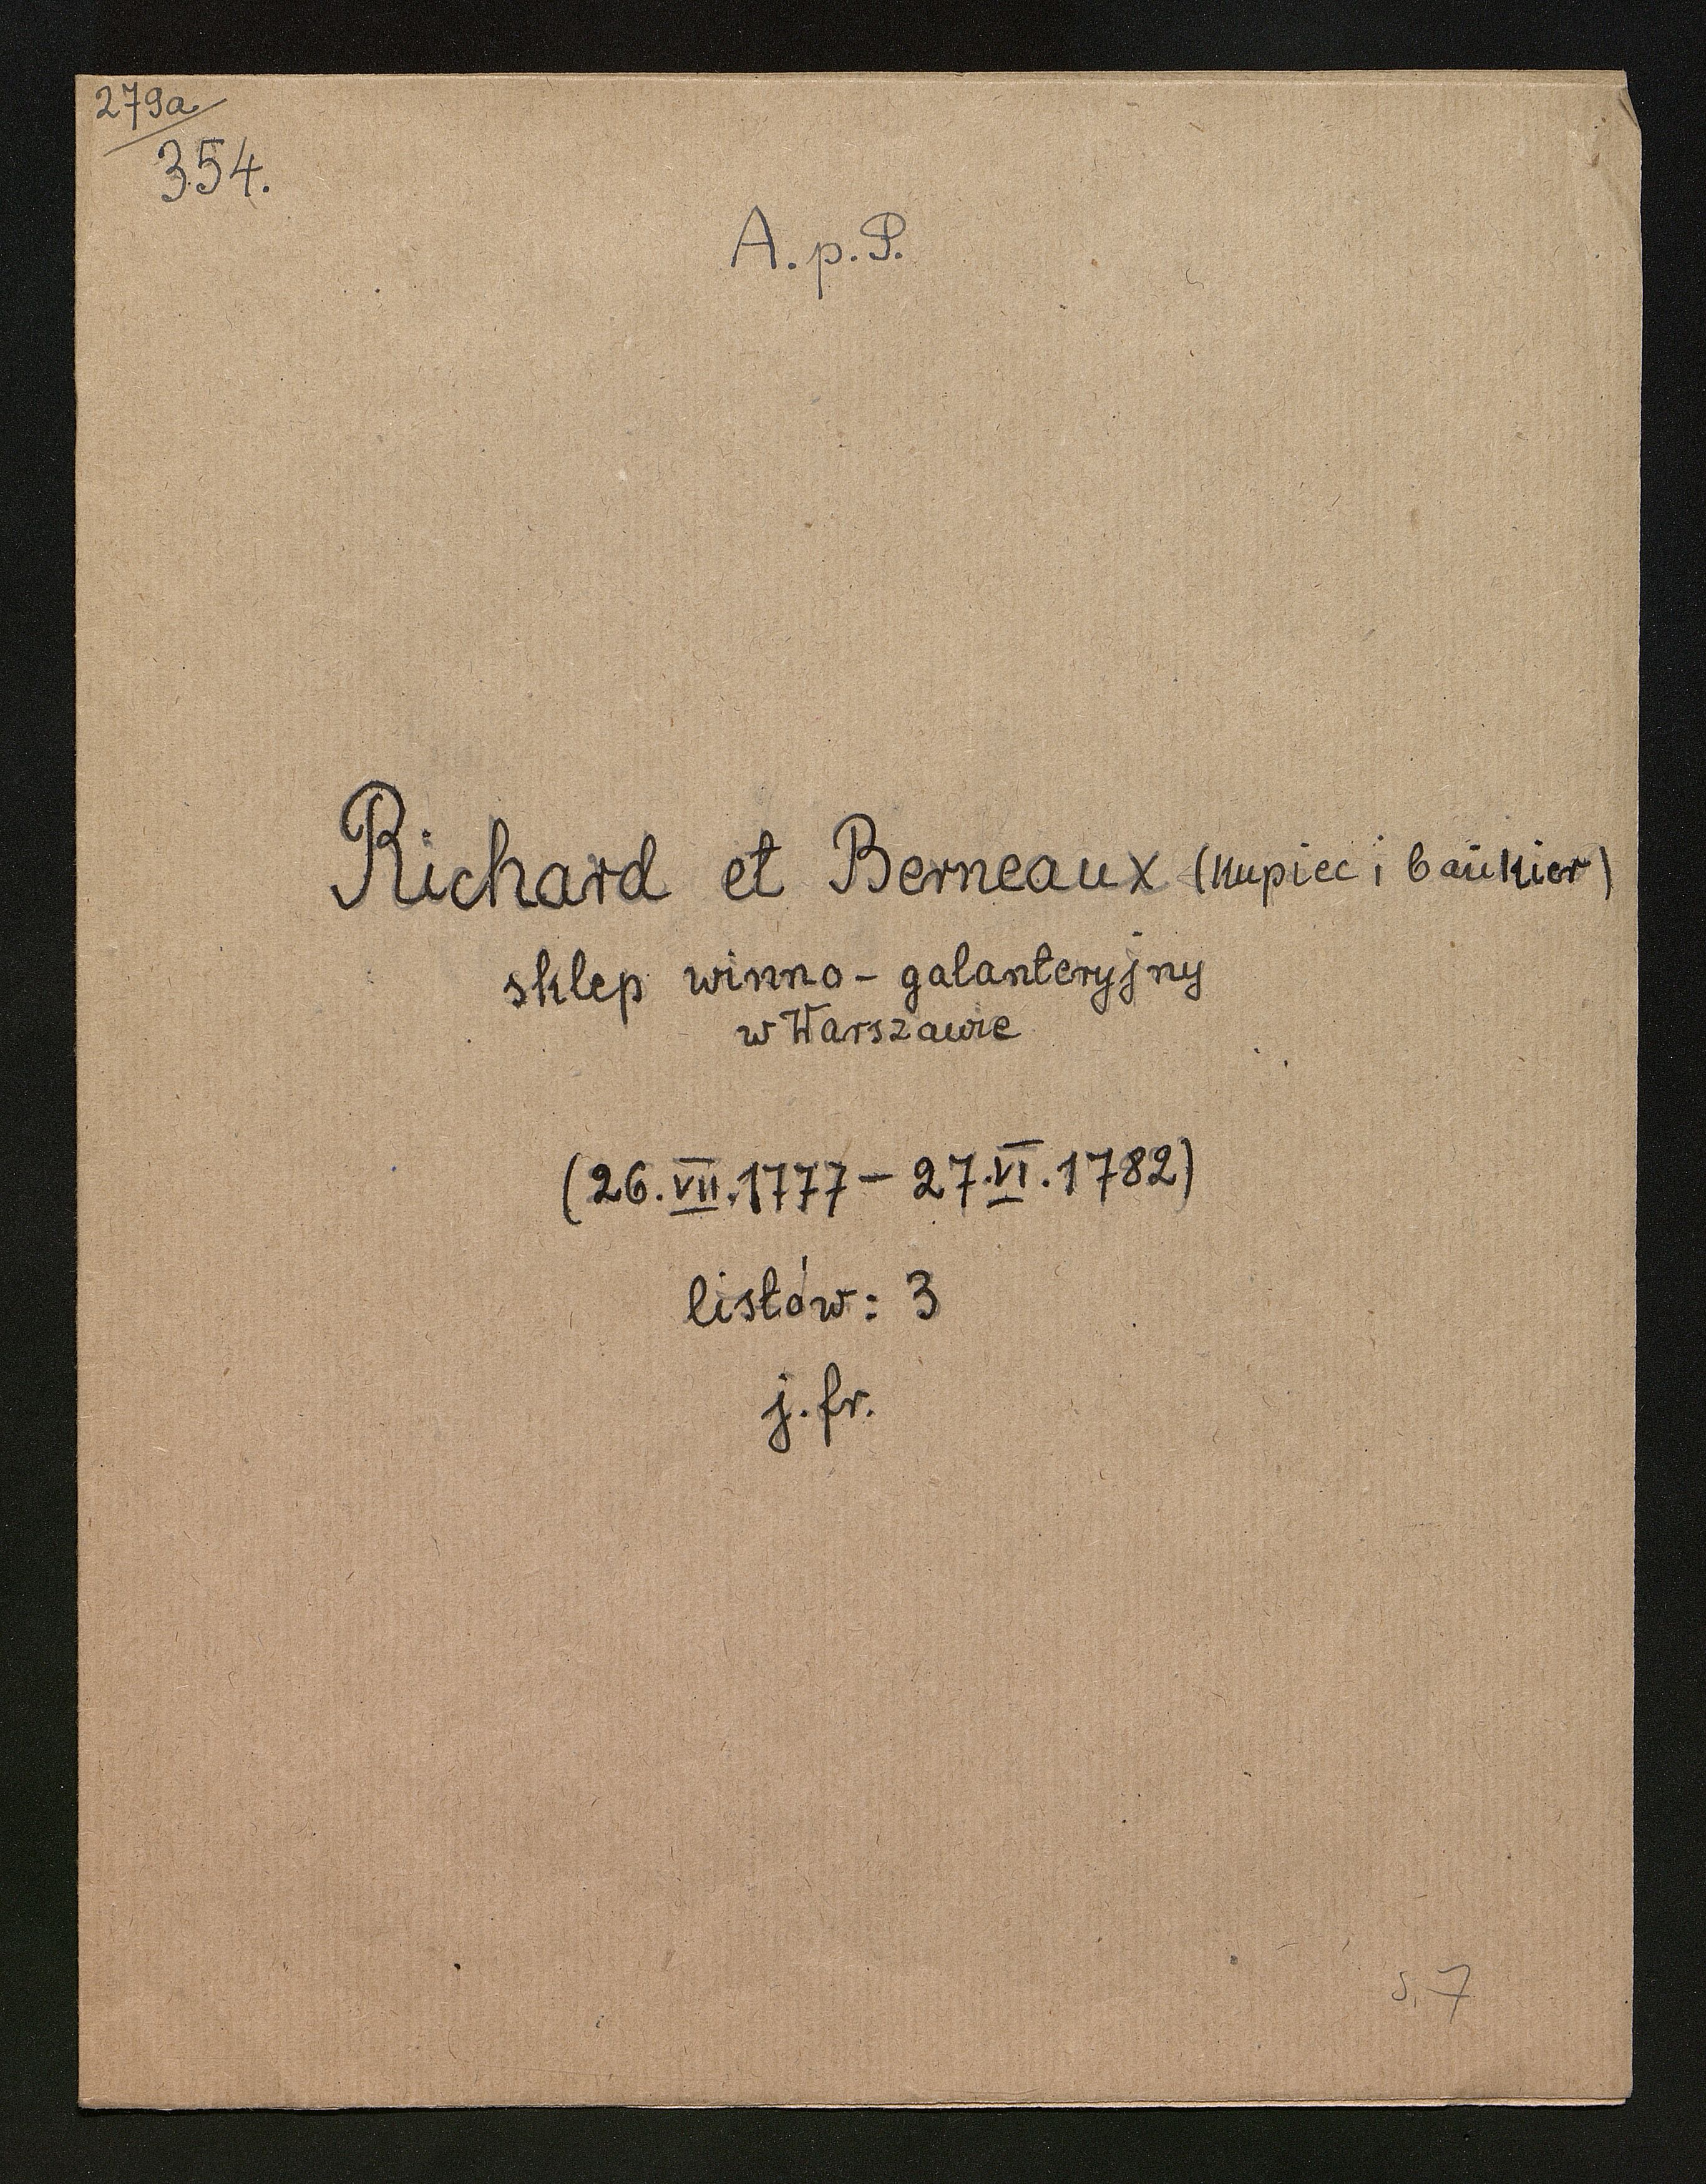 279a
354.
A. p. P.
Richard et Berneaux (kupiec i bankier)
sklep winno-galanteryjny
w Warszawie
(26.VII.1777 - 27.VI.1782)
listów: 3
j. fr.
s. 7